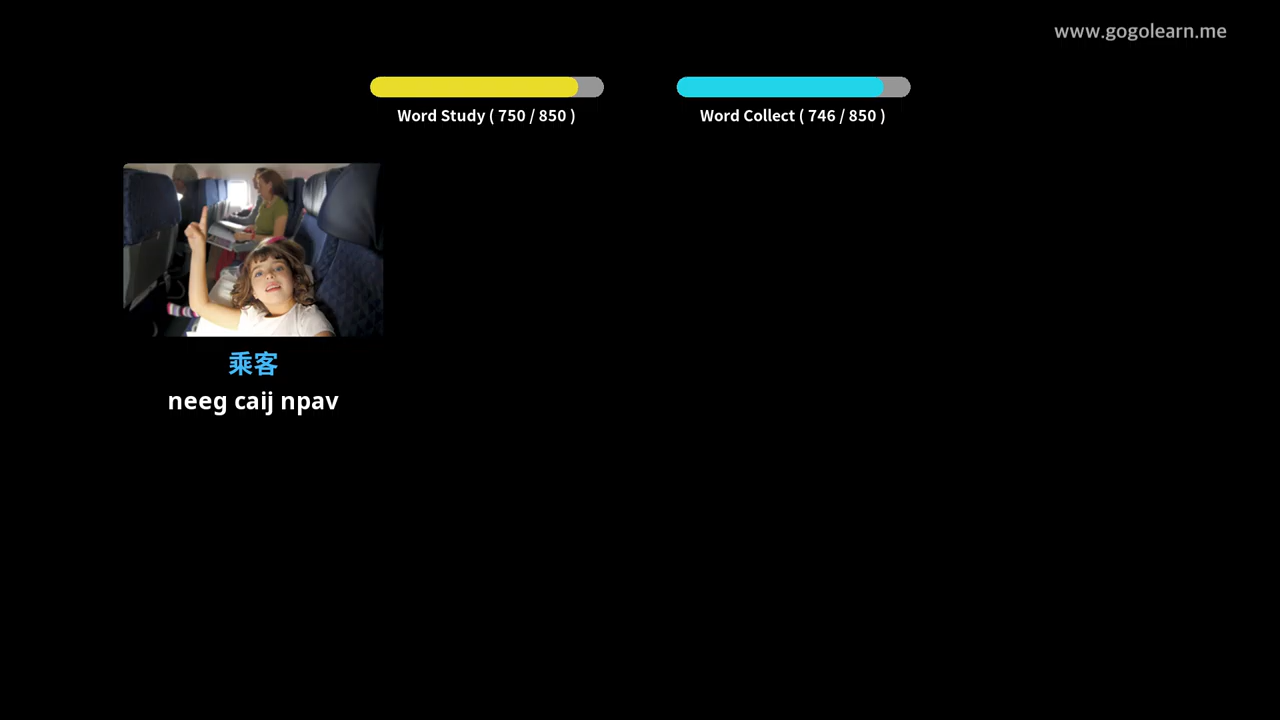 www.gogolearn.me
Word Study ( 750 / 850 )
Word Collect ( 746 / 850 )
乘客
neeg caij npav